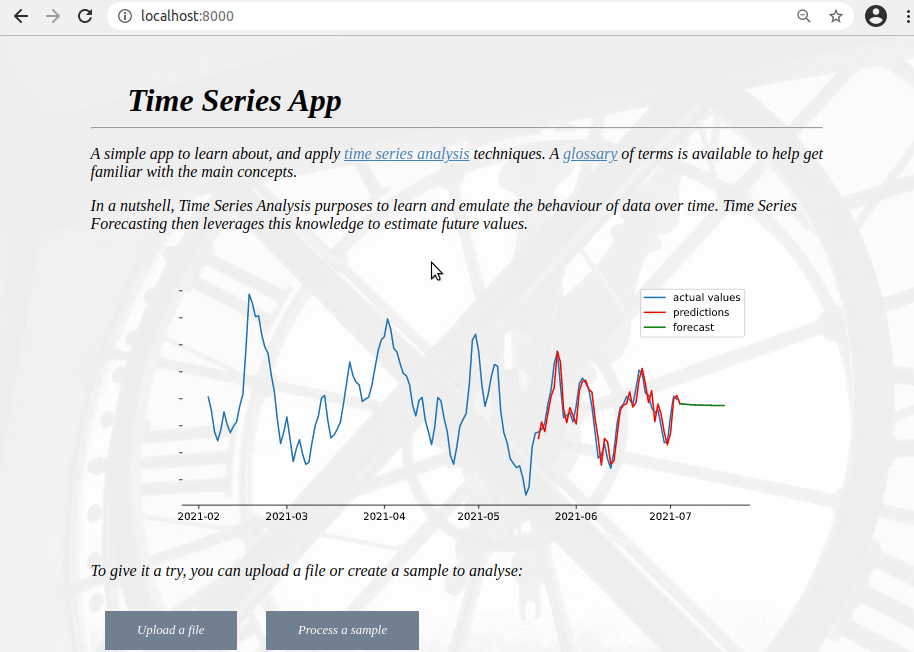 localhost:8000
Time Series App
A simple app to learn about, and apply time series analysis techniques. A glossary of terms is available to help get
familiar with the main concepts.
In a nutshell, Time Series Analysis purposes to learn and emulate the behaviour of data over time. Time Series
Forecasting then leverages this knowledge to estimate future values.
actual values
predictions
forecast
2021-02 2021-03 2021-04 2021-05 2021-06 2021-07
To give it a try, you can upload a file or create a sample to analyse:
Upload a file Process a sample